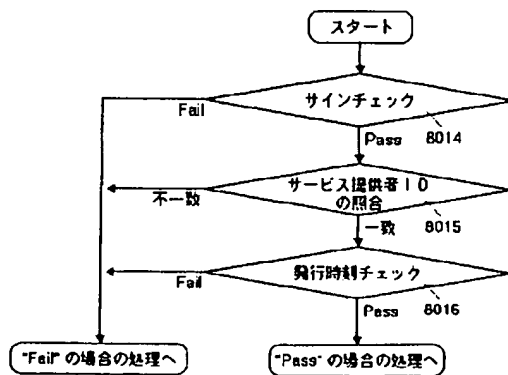 スタート
サインチェック
Fail
Pass
8014
サービス提供者ID
の照合
不一致
一致
8015
発行時刻チェック
Fail
Pass
8016
"Fail" の場合の処理へ
"Pass" の場合の処理へ